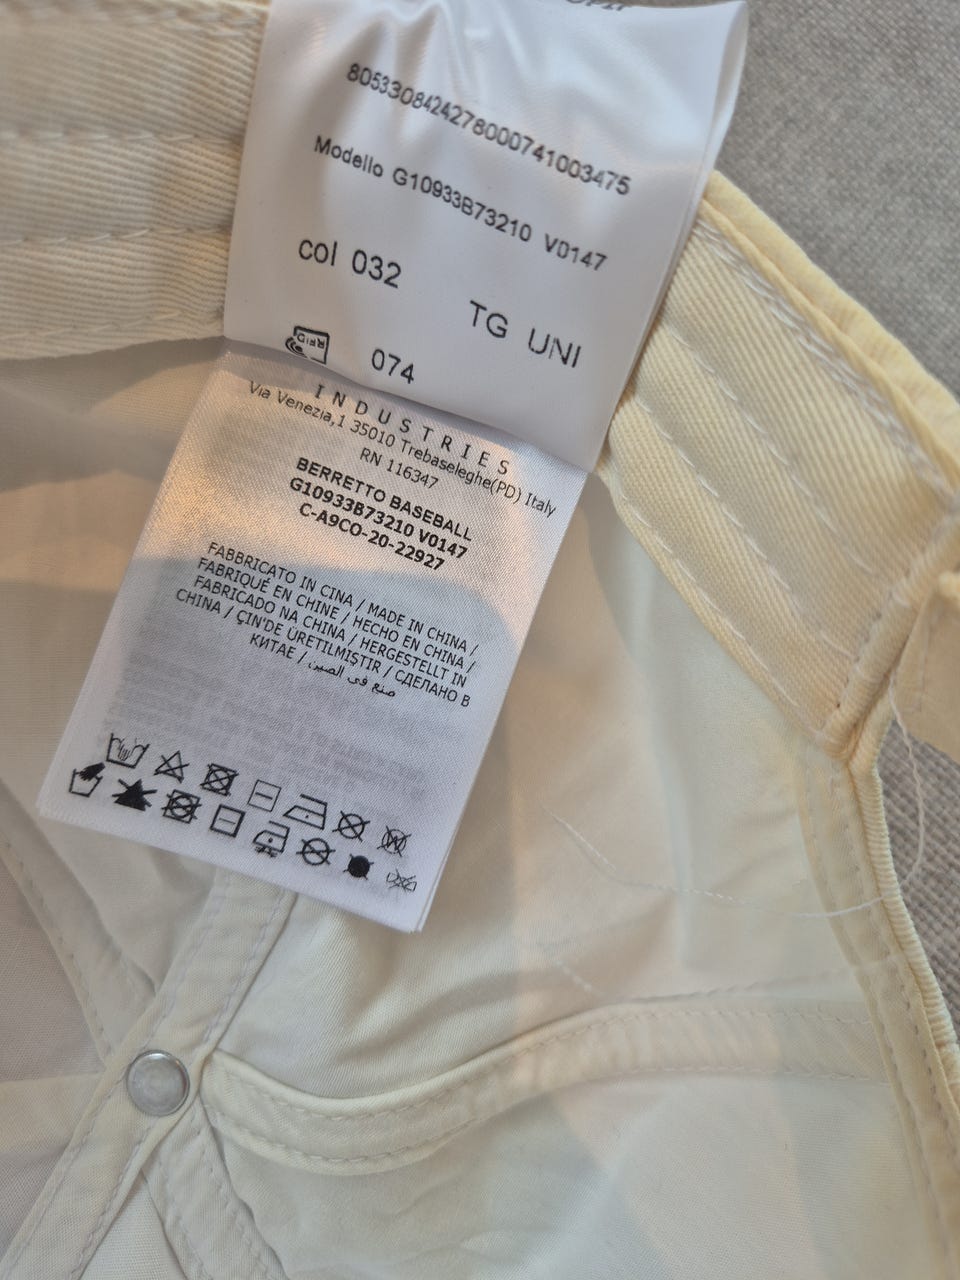 8053308424278000741003475
Modello G10933B73210 V0147
col 032
TG UNI
RFID
074
INDUSTRIES
Via Venezia,1 35010 Trebaseleghe(PD) Italy
RN 116347
BERRETTO BASEBALL
G10933B73210 V0147
C-A9CO-20-22927
FABBRICATO IN CINA / MADE IN CHINA /
FABRIQUÉ EN CHINE / HECHO EN CHINA /
FABRICADO NA CHINA / HERGESTELLT IN
CHINA / ÇIN'DE ÜRETILMIŞTIR / СДЕЛАНО В
КИТАЕ / صنع في الصين